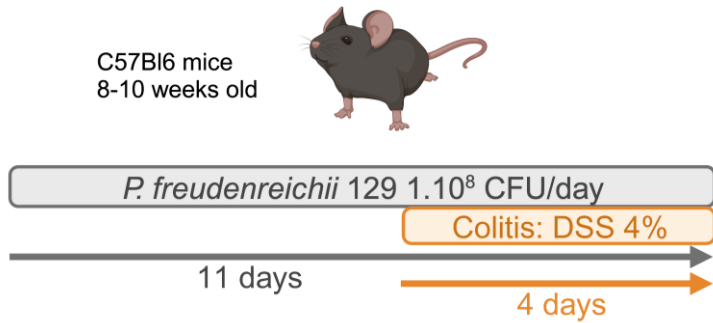 C57Bl6 mice
8-10 weeks old
P. freudenreichii 129 1.10⁸ CFU/day
Colitis: DSS 4%
11 days
4 days